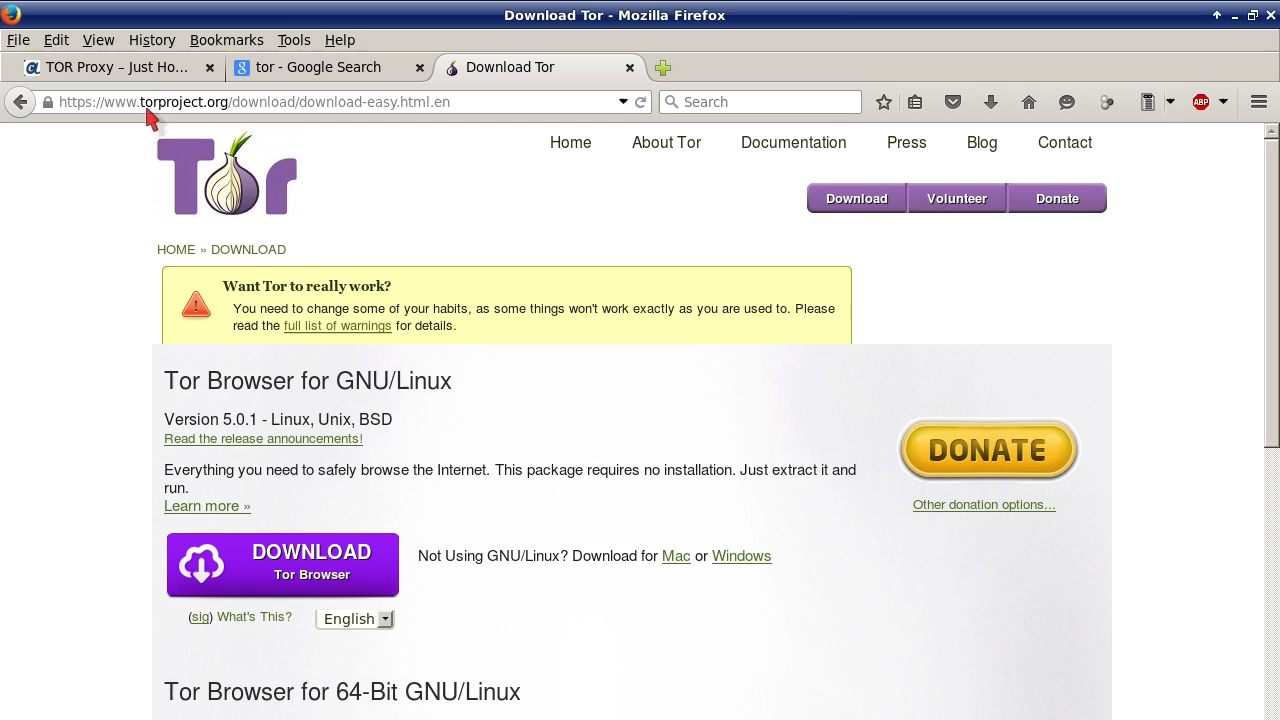 Download Tor - Mozilla Firefox
File Edit View History Bookmarks Tools Help
TOR Proxy – Just Ho...
tor - Google Search
Download Tor
https://www.torproject.org/download/download-easy.html.en
Search
ABP
Tor
Home About Tor Documentation Press Blog Contact
Download Volunteer Donate
HOME » DOWNLOAD
Want Tor to really work?
You need to change some of your habits, as some things won't work exactly as you are used to. Please
read the full list of warnings for details.
Tor Browser for GNU/Linux
Version 5.0.1 - Linux, Unix, BSD
Read the release announcements!
Everything you need to safely browse the Internet. This package requires no installation. Just extract it and
run.
Learn more »
DONATE
Other donation options...
DOWNLOAD
Tor Browser
Not Using GNU/Linux? Download for Mac or Windows
(sig) What's This?
English
Tor Browser for 64-Bit GNU/Linux